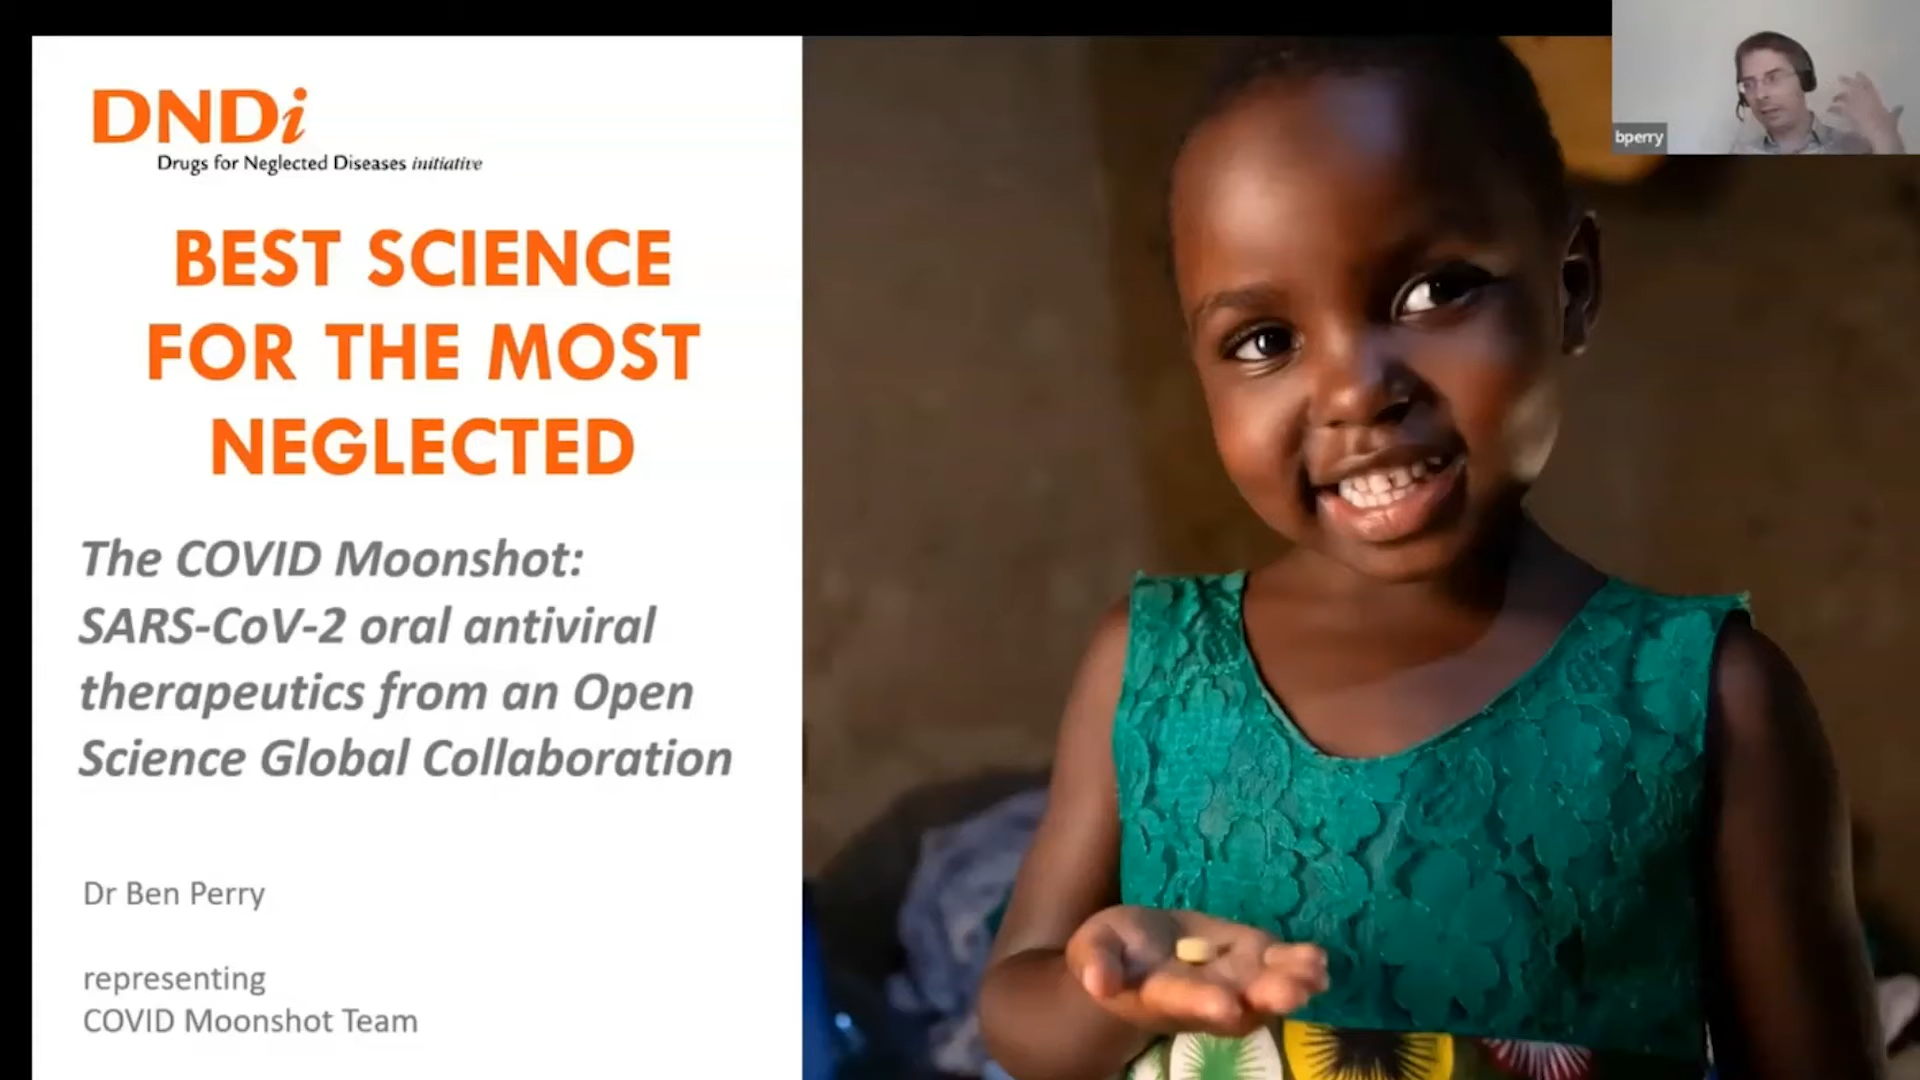 DNDi
Drugs for Neglected Diseases initiative
BEST SCIENCE
FOR THE MOST
NEGLECTED
The COVID Moonshot:
SARS-CoV-2 oral antiviral
therapeutics from an Open
Science Global Collaboration
Dr Ben Perry
representing
COVID Moonshot Team
bperry